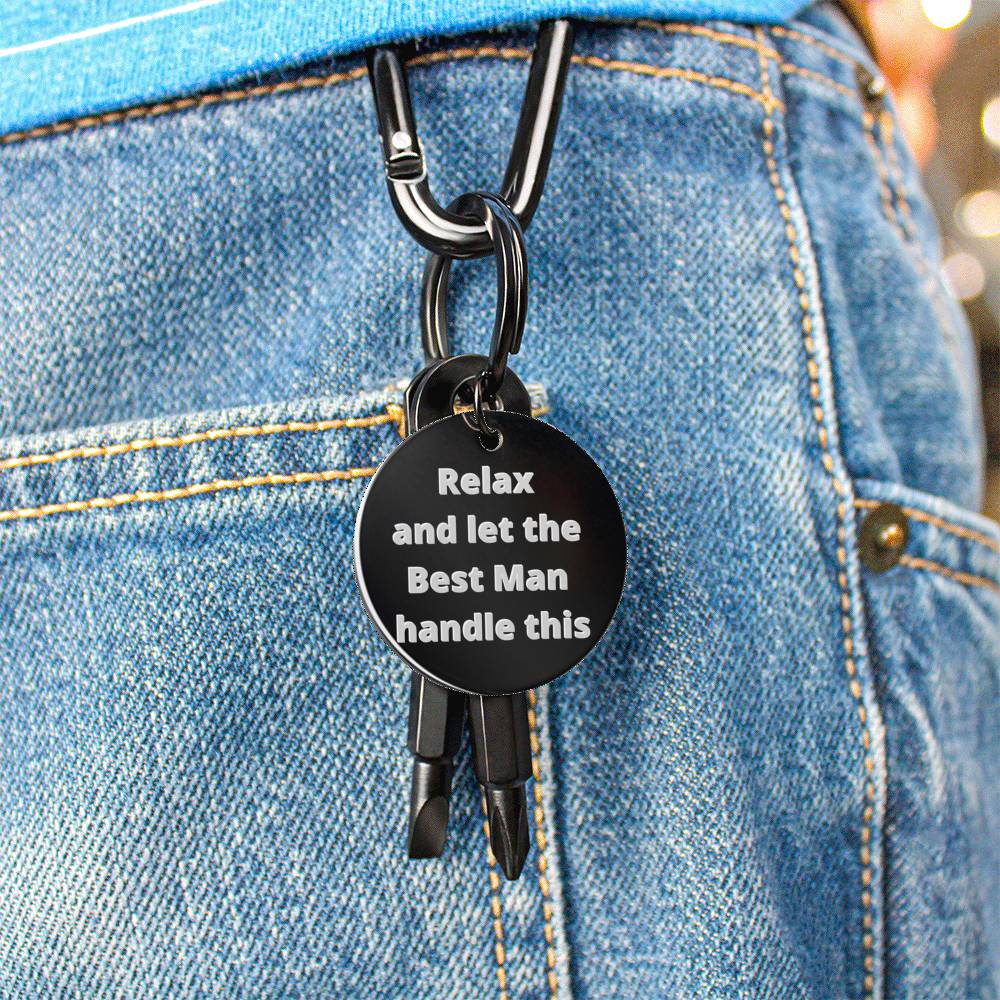 Relax
and let the
Best Man
handle this